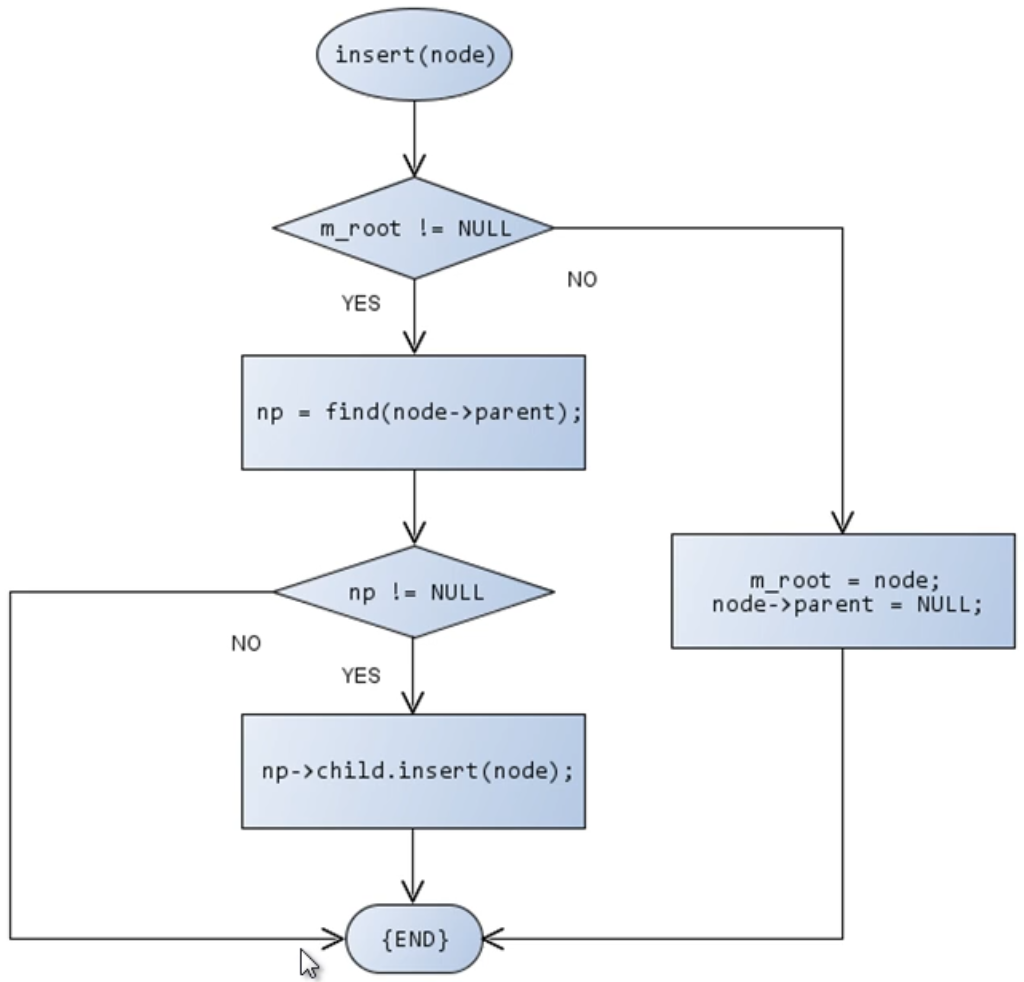 insert(node)
m_root != NULL
NO
YES
np = find(node->parent);
m_root = node;
node->parent = NULL;
np != NULL
NO
YES
np->child.insert(node);
{END}